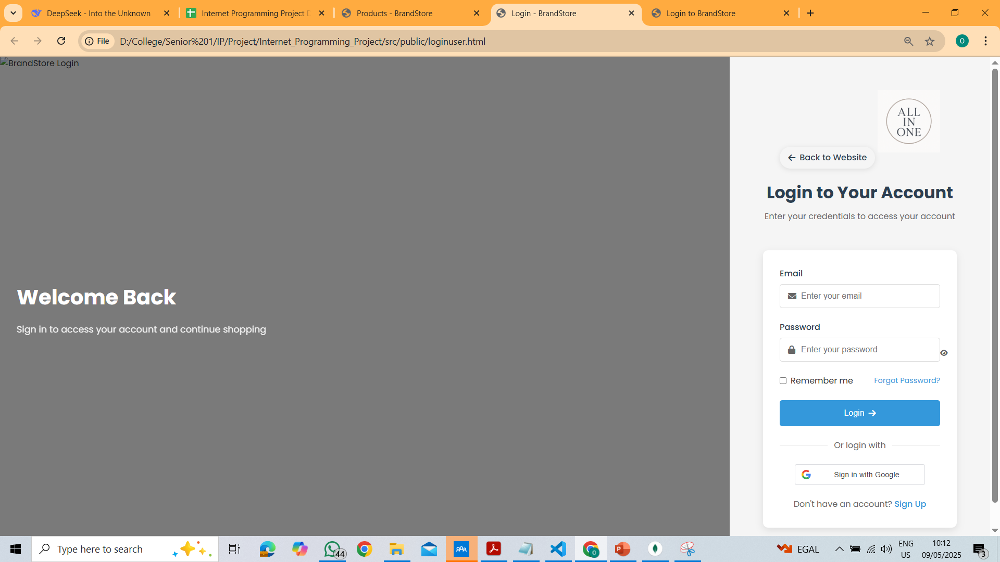 DeepSeek - Into the Unknown
Internet Programming Project D
Products - BrandStore
Login - BrandStore
Login to BrandStore
File
D:/College/Senior%201/IP/Project/Internet_Programming_Project/src/public/loginuser.html
O
BrandStore Login
ALL
IN
ONE
Back to Website
Login to Your Account
Enter your credentials to access your account
Welcome Back
Sign in to access your account and continue shopping
Email
Enter your email
Password
Enter your password
Remember me
Forgot Password?
Login
Or login with
Sign in with Google
Don't have an account? Sign Up
Type here to search
44
EGAL
ENG
US
10:12
09/05/2025
3